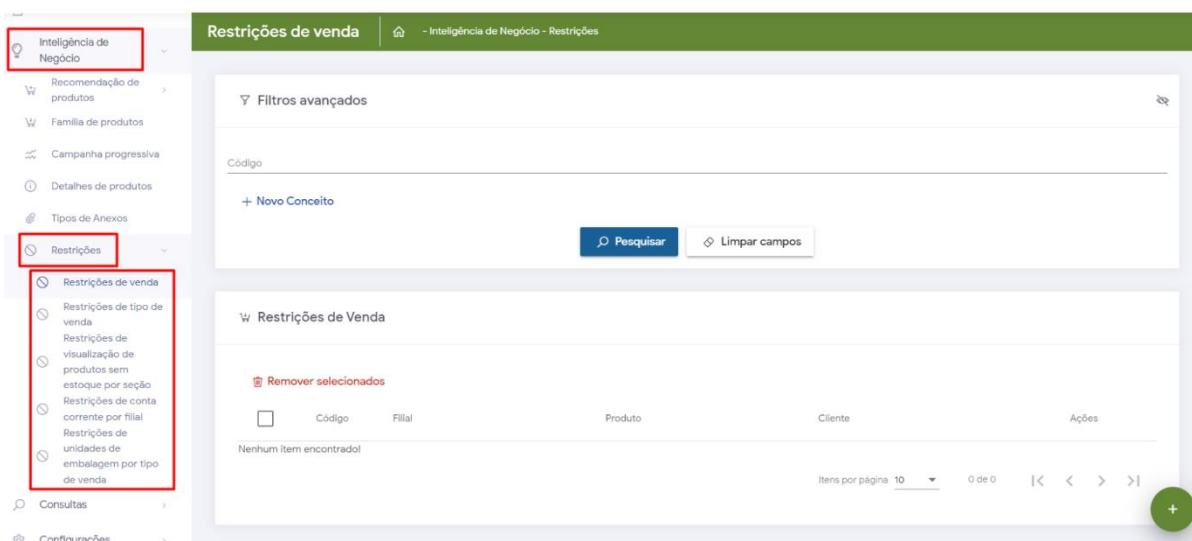 Inteligência de
Negócio
Recomendação de
produtos
Família de produtos
Campanha progressiva
Detalhes de produtos
Tipos de Anexos
Restrições
Restrições de venda
Restrições de tipo de
venda
Restrições de
visualização de
produtos sem
estoque por seção
Restrições de conta
corrente por filial
Restrições de
unidades de
embalagem por tipo
de venda
Consultas
Configurações
Restrições de venda
- Inteligência de Negócio - Restrições
Filtros avançados
Código
+ Novo Conceito
Pesquisar
Limpar campos
Restrições de Venda
Remover selecionados
Código Filial Produto Cliente Ações
Nenhum item encontrado!
Itens por página 10 0 de 0
+